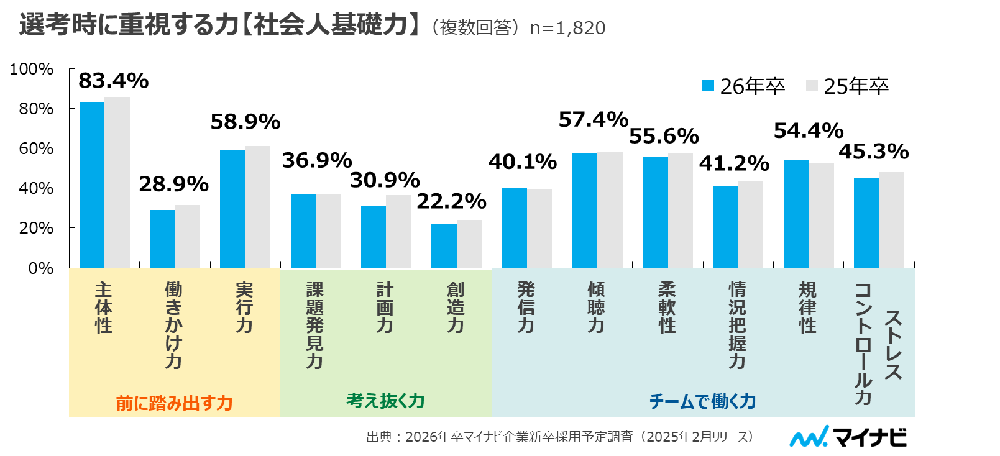 選考時に重視する力【社会人基礎力】（複数回答）n=1,820
26年卒 25年卒
100%
80%
60%
40%
20%
0%
83.4%
28.9%
58.9%
36.9%
30.9%
22.2%
40.1%
57.4%
55.6%
41.2%
54.4%
45.3%
主体性
働きかけ力
実行力
課題発見力
計画力
創造力
発信力
傾聴力
柔軟性
情況把握力
規律性
ストレス
コントロール力
前に踏み出す力
考え抜く力
チームで働く力
出典：2026年卒マイナビ企業新卒採用予定調査（2025年2月リリース）
マイナビ